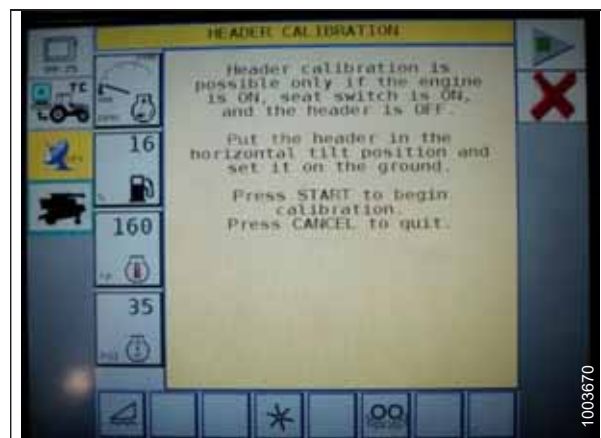 HEADER CALIBRATION
Header calibration is
possible only if the engine
is ON, seat switch is ON,
and the header is OFF.
Put the header in the
horizontal tilt position and
set it on the ground.
Press START to begin
calibration.
Press CANCEL to quit.
TC
16
160
35
1003670